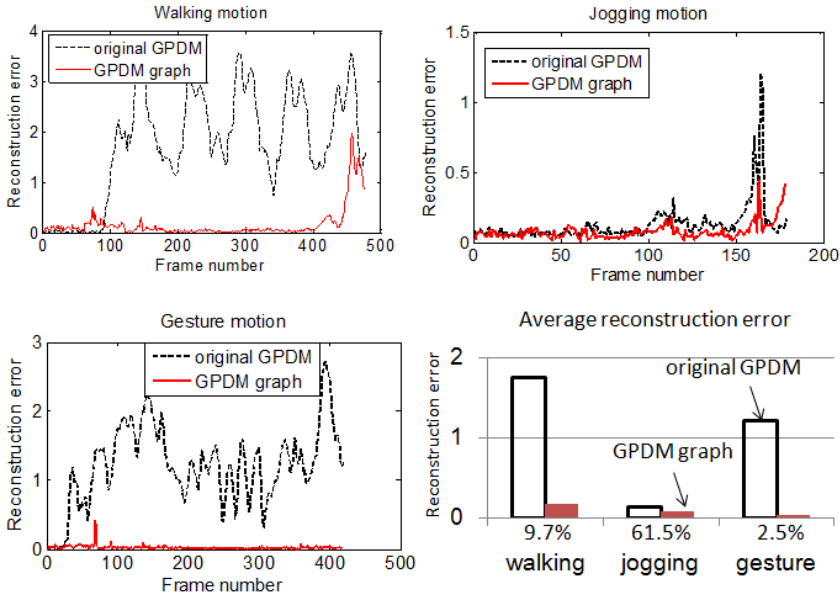 Walking motion
4
3
2
1
0
0 100 200 300 400 500
Reconstruction error
Frame number
original GPDM
GPDM graph
Jogging motion
1.5
1
0.5
0
0 50 100 150 200
Reconstruction error
Frame number
original GPDM
GPDM graph
Gesture motion
3
2
1
0
0 100 200 300 400 500
Reconstruction error
Frame number
original GPDM
GPDM graph
Average reconstruction error
2
1
0
Reconstruction error
original GPDM
GPDM graph
9.7% 61.5% 2.5%
walking jogging gesture